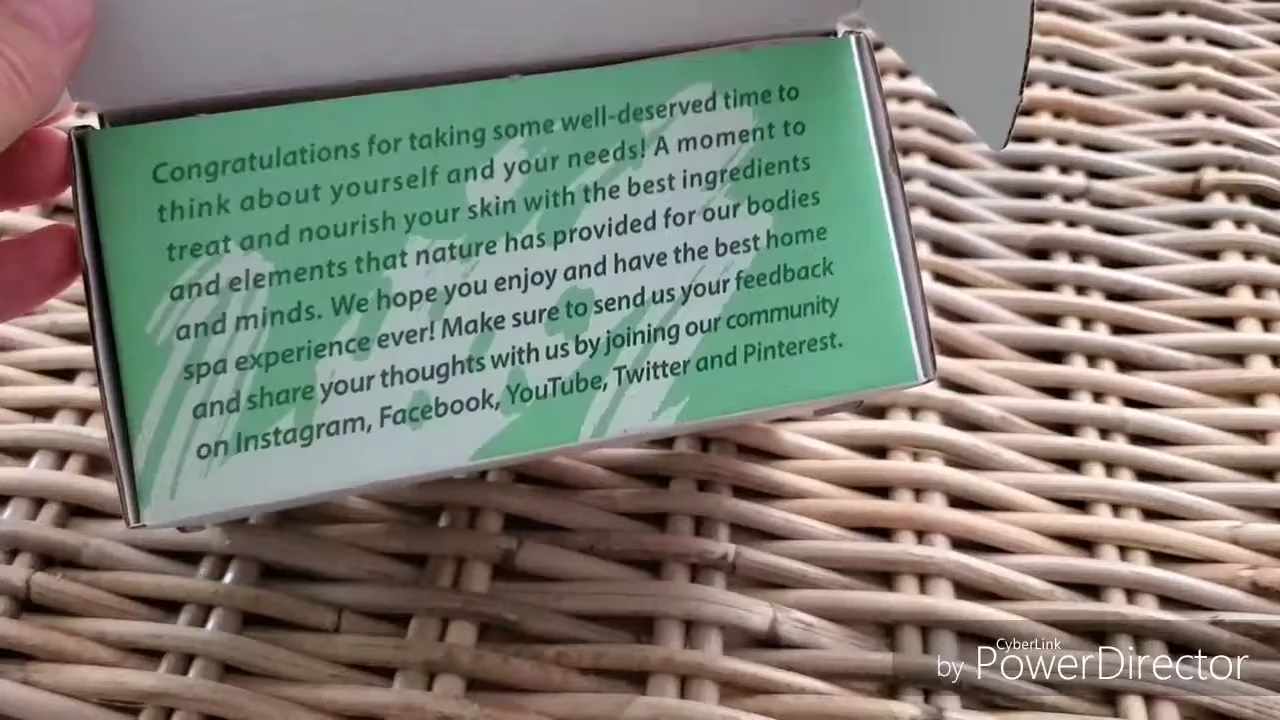 Congratulations for taking some well-deserved time to
think about yourself and your needs! A moment to
treat and nourish your skin with the best ingredients
and elements that nature has provided for our bodies
and minds. We hope you enjoy and have the best home
spa experience ever! Make sure to send us your feedback
and share your thoughts with us by joining our community
on Instagram, Facebook, YouTube, Twitter and Pinterest.
CyberLink
by PowerDirector